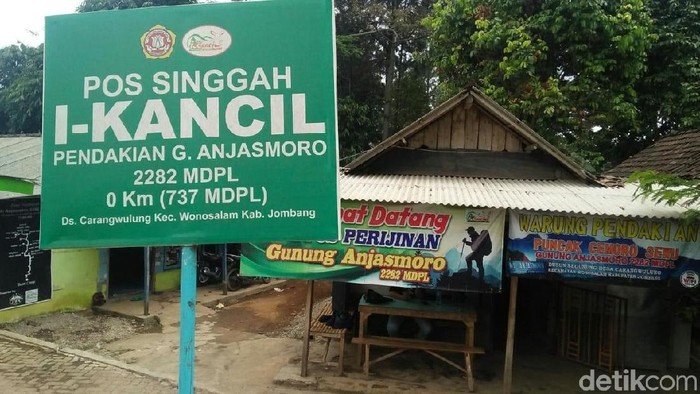 POS SINGGAH
I-KANCIL
PENDAKIAN G. ANJASMORO
2282 MDPL
0 Km (737 MDPL)
Ds. Carangwulung Kec. Wonosalam Kab. Jombang
Datang
PERIJINAN
Gunung Anjasmoro
2282 MDPL
WARUNG PENDAKI
PUNCUK CEMORO SEWU
GUNUNG ANJASMORO
detikcom